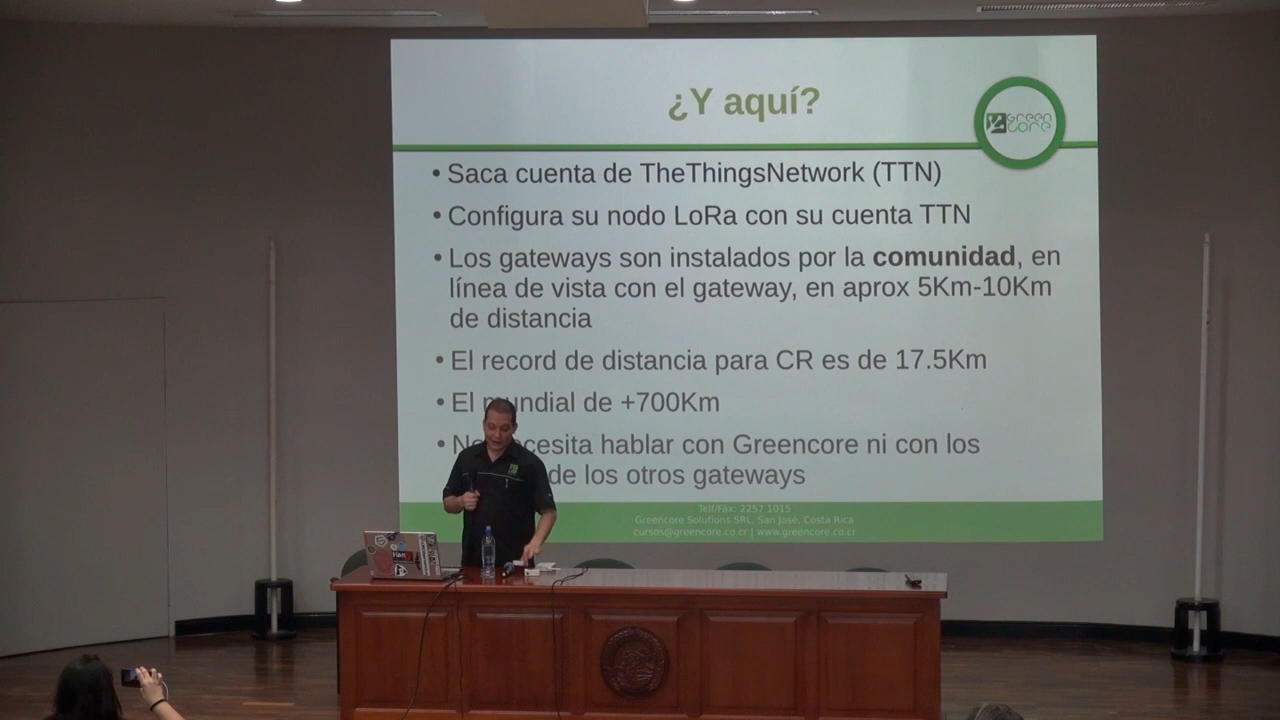 ¿Y aquí?
GREEN
core
• Saca cuenta de TheThingsNetwork (TTN)
• Configura su nodo LoRa con su cuenta TTN
• Los gateways son instalados por la comunidad, en
línea de vista con el gateway, en aprox 5Km-10Km
de distancia
• El record de distancia para CR es de 17.5Km
• El mundial de +700Km
• No necesita hablar con Greencore ni con los
de los otros gateways
Telf/Fax: 2257 1015
Greencore Solutions SRL, San José, Costa Rica
cursos@greencore.co.cr | www.greencore.co.cr